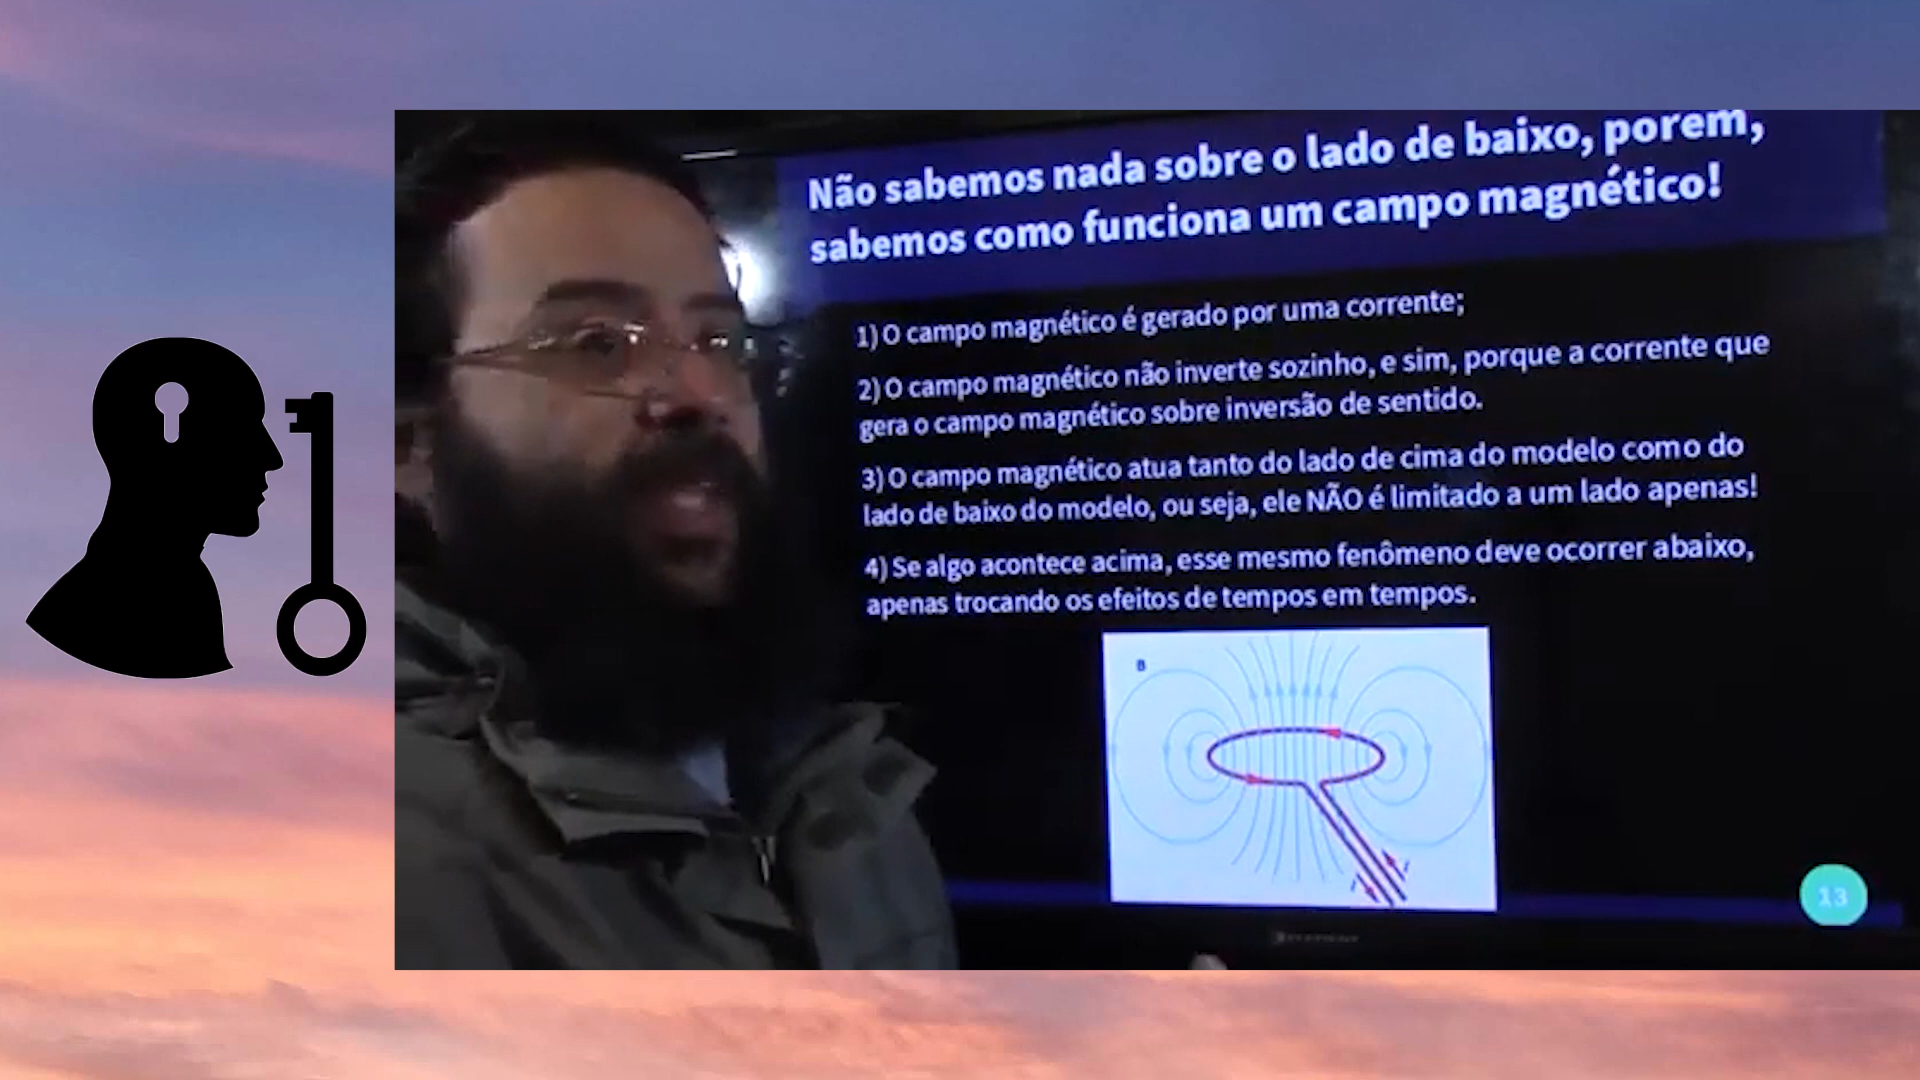 Não sabemos nada sobre o lado de baixo, porém,
sabemos como funciona um campo magnético!
1) O campo magnético é gerado por uma corrente;
2) O campo magnético não inverte sozinho, e sim, porque a corrente que
gera o campo magnético sobre inversão de sentido.
3) O campo magnético atua tanto do lado de cima do modelo como do
lado de baixo do modelo, ou seja, ele NÃO é limitado a um lado apenas!
4) Se algo acontece acima, esse mesmo fenômeno deve ocorrer abaixo,
apenas trocando os efeitos de tempos em tempos.
B
13